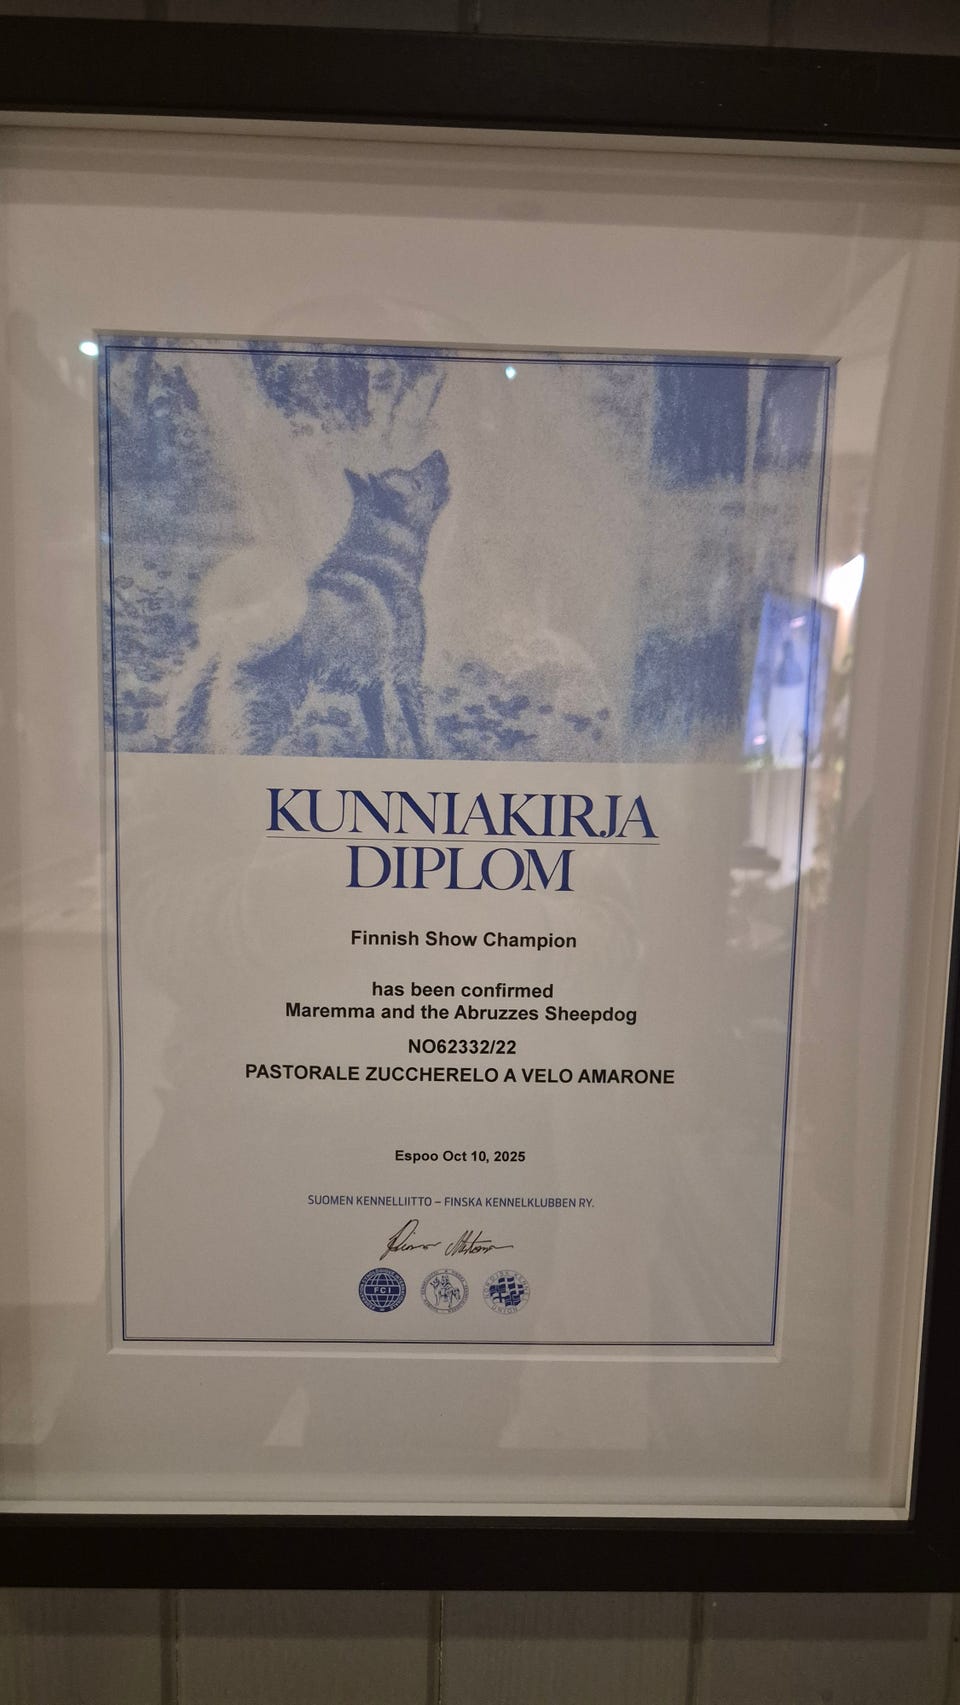 KUNNIAKIRJA
DIPLOM
Finnish Show Champion
has been confirmed
Maremma and the Abruzzes Sheepdog
NO62332/22
PASTORALE ZUCCHERELO A VELO AMARONE
Espoo Oct 10, 2025
SUOMEN KENNELLIITTO – FINSKA KENNELKLUBBEN RY.
FCI